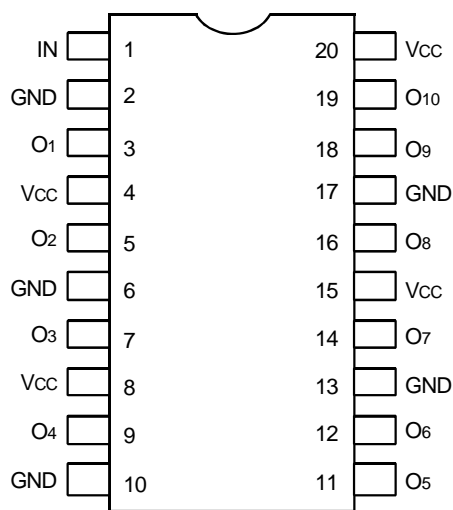 IN 1 20 VCC
GND 2 19 O10
O1 3 18 O9
VCC 4 17 GND
O2 5 16 O8
GND 6 15 VCC
O3 7 14 O7
VCC 8 13 GND
O4 9 12 O6
GND 10 11 O5